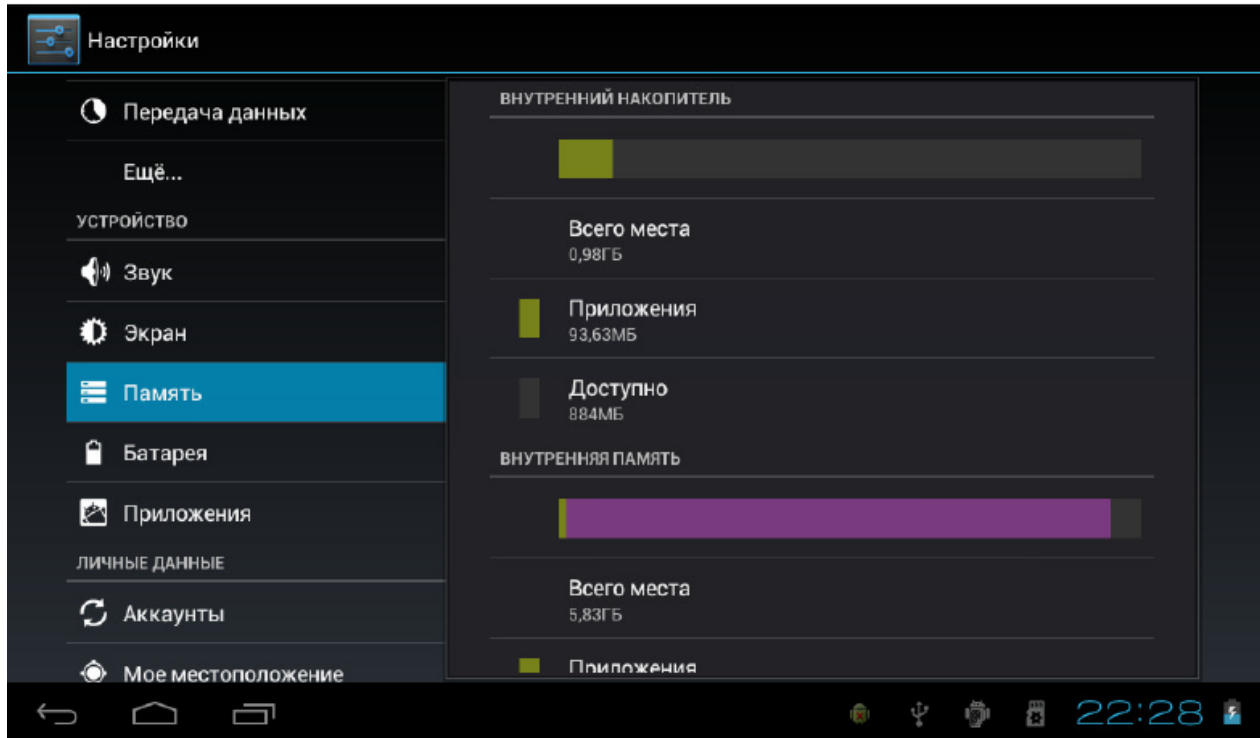 Настройки
Передача данных
Ещё...
УСТРОЙСТВО
Звук
Экран
Память
Батарея
Приложения
ЛИЧНЫЕ ДАННЫЕ
Аккаунты
Мое местоположение
ВНУТРЕННИЙ НАКОПИТЕЛЬ
Всего места
0,98ГБ
Приложения
93,63МБ
Доступно
884МБ
ВНУТРЕННЯЯ ПАМЯТЬ
Всего места
5,83ГБ
Приложения
22:28